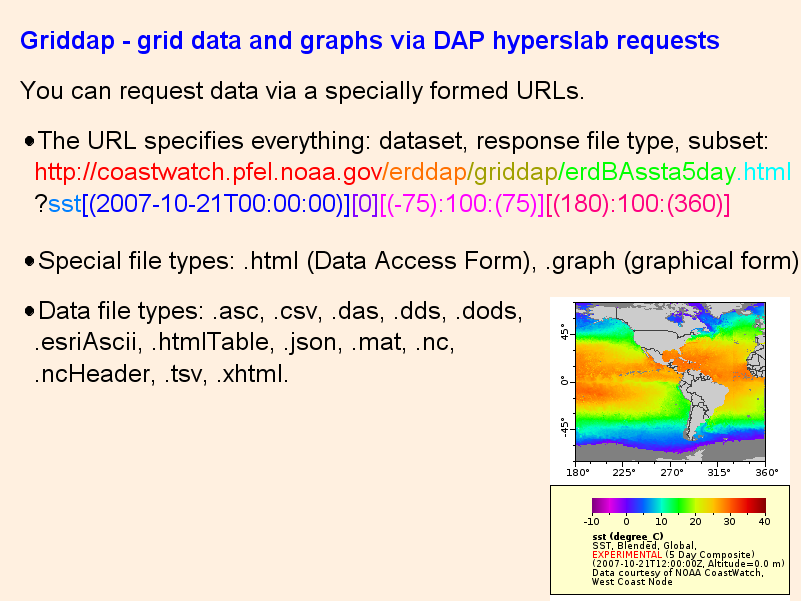 Griddap - grid data and graphs via DAP hyperslab requests
You can request data via a specially formed URLs.
•The URL specifies everything: dataset, response file type, subset:
http://coastwatch.pfel.noaa.gov/erddap/griddap/erdBAssta5day.html
?sst[(2007-10-21T00:00:00)][0][(-75):100:(75)][(180):100:(360)]
•Special file types: .html (Data Access Form), .graph (graphical form)
•Data file types: .asc, .csv, .das, .dds, .dods,
.esriAscii, .htmlTable, .json, .mat, .nc,
.ncHeader, .tsv, .xhtml.
45°
0°
-45°
180° 225° 270° 315° 360°
-10 0 10 20 30 40
sst (degree_C)
SST, Blended, Global,
EXPERIMENTAL (5 Day Composite)
(2007-10-21T12:00:00Z, Altitude=0.0 m)
Data courtesy of NOAA CoastWatch,
West Coast Node